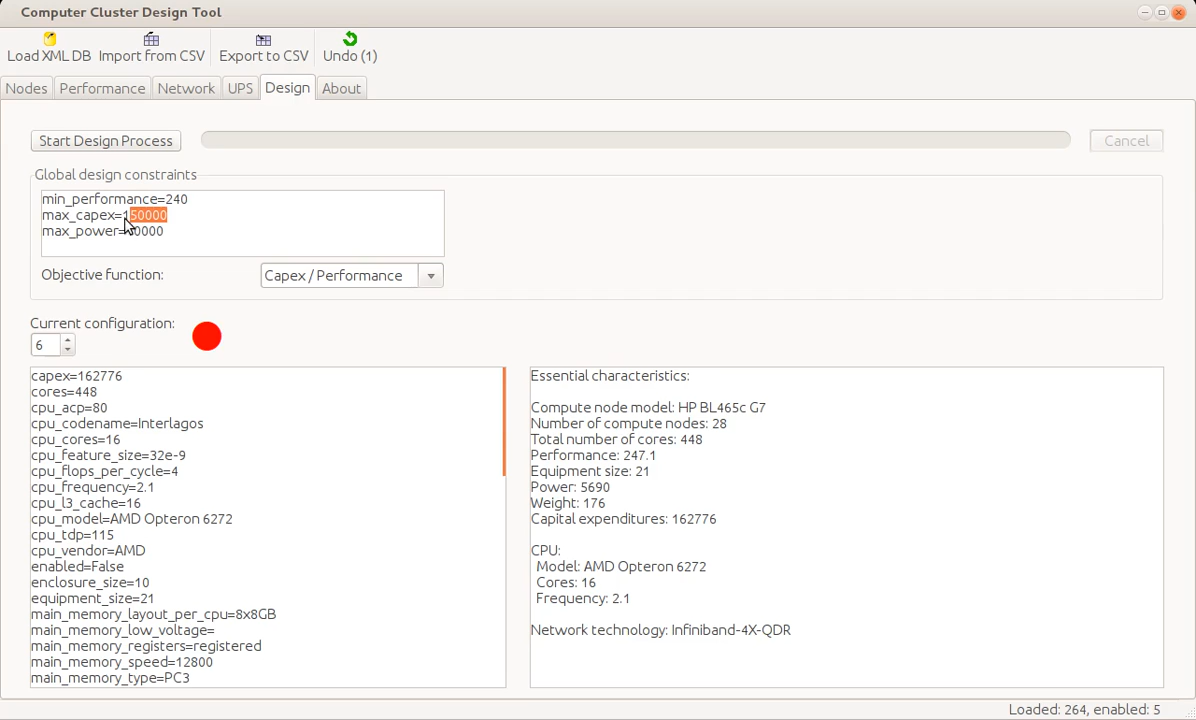 Computer Cluster Design Tool
Load XML DB Import from CSV Export to CSV Undo (1)
Nodes Performance Network UPS Design About
Start Design Process Cancel
Global design constraints
min_performance=240
max_capex=150000
max_power=
Objective function: Capex / Performance
Current configuration:
6
capex=162776
cores=448
cpu_acp=80
cpu_codename=Interlagos
cpu_cores=16
cpu_feature_size=32e-9
cpu_flops_per_cycle=4
cpu_frequency=2.1
cpu_l3_cache=16
cpu_model=AMD Opteron 6272
cpu_tdp=115
cpu_vendor=AMD
enabled=False
enclosure_size=10
equipment_size=21
main_memory_layout_per_cpu=8x8GB
main_memory_low_voltage=
main_memory_registers=registered
main_memory_speed=12800
main_memory_type=PC3
Essential characteristics:
Compute node model: HP BL465c G7
Number of compute nodes: 28
Total number of cores: 448
Performance: 247.1
Equipment size: 21
Power: 5690
Weight: 176
Capital expenditures: 162776
CPU:
Model: AMD Opteron 6272
Cores: 16
Frequency: 2.1
Network technology: Infiniband-4X-QDR
Loaded: 264, enabled: 5